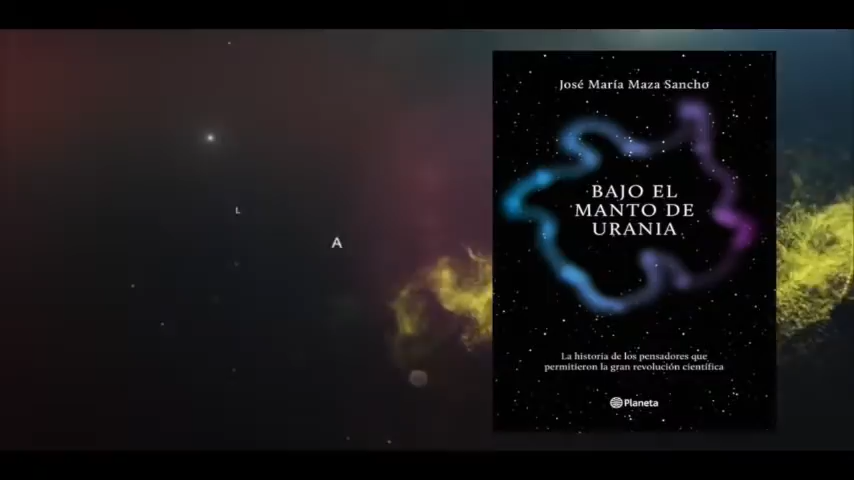 L
A
José María Maza Sancho
BAJO EL
MANTO DE
URANIA
La historia de los pensadores que
permitieron la gran revolución científica
Planeta